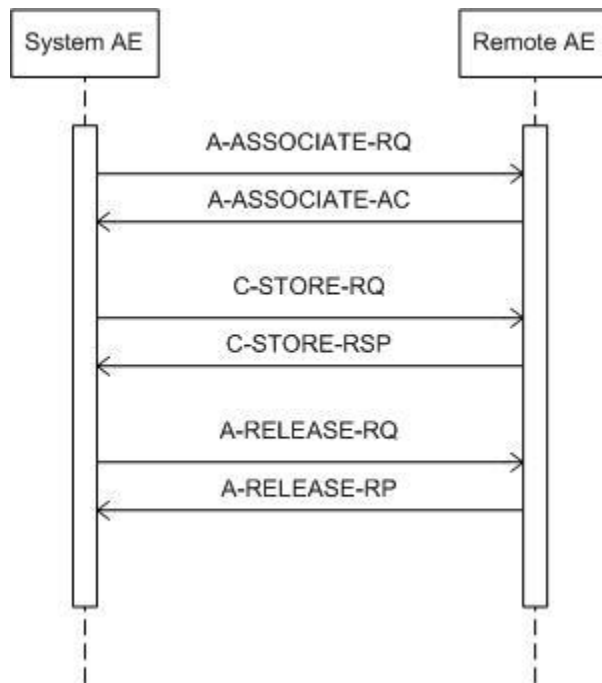 System AE
Remote AE
A-ASSOCIATE-RQ
A-ASSOCIATE-AC
C-STORE-RQ
C-STORE-RSP
A-RELEASE-RQ
A-RELEASE-RP